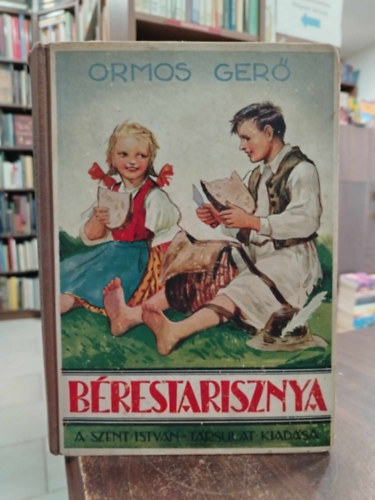 ORMOS GERŐ
BÉRESTARISZNYA
A SZENT-ISTVÁN-TÁRSULAT KIADÁSA